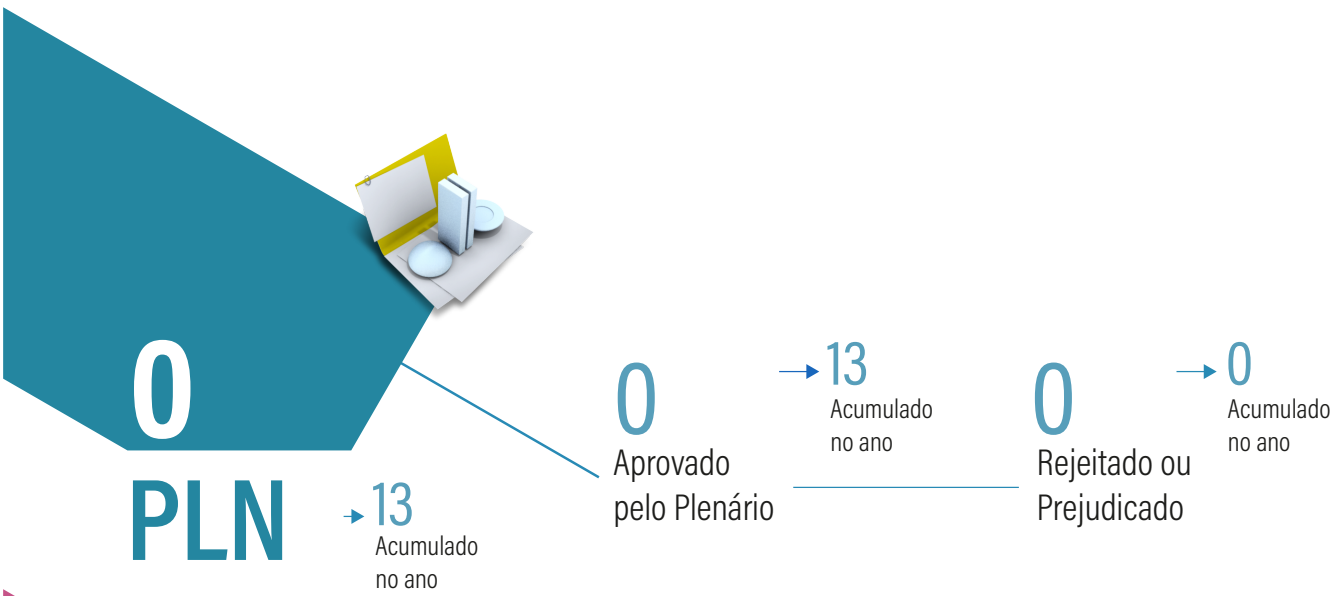 0
PLN
13
Acumulado
no ano
0
Aprovado
pelo Plenário
13
Acumulado
no ano
0
Rejeitado ou
Prejudicado
0
Acumulado
no ano